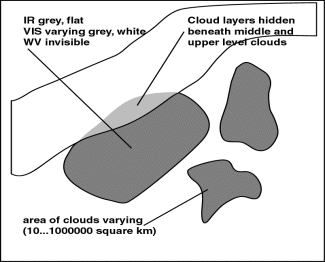 IR grey, flat
VIS varying grey, white
WV invisible
Cloud layers hidden
beneath middle and
upper level clouds
area of clouds varying
(10...1000000 square km)